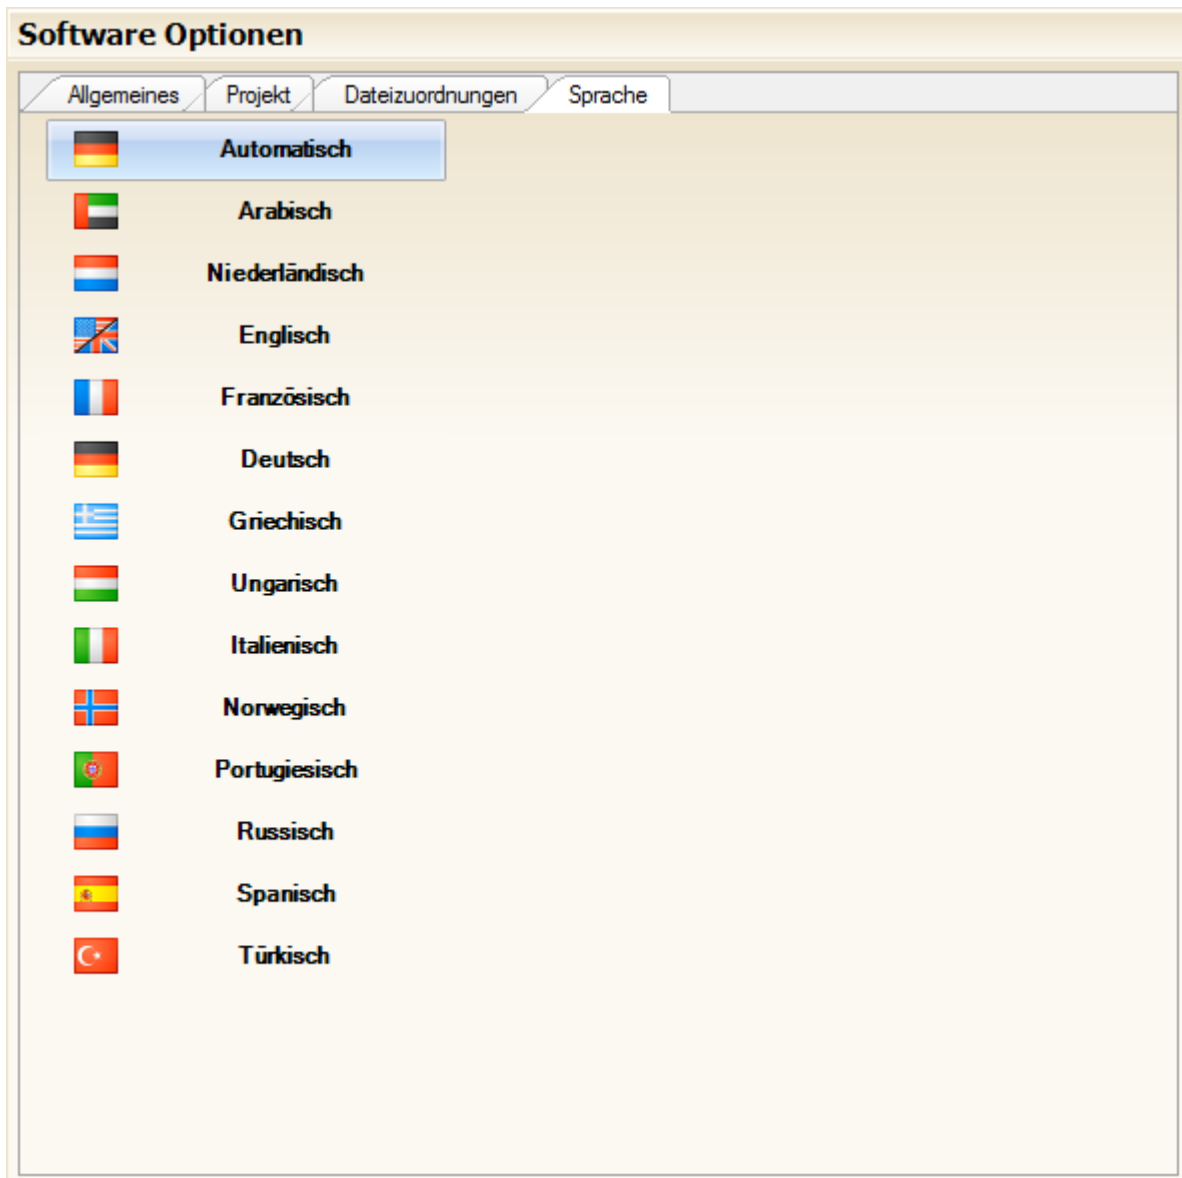 Software Optionen
Allgemeines Projekt Dateizuordnungen Sprache
Automatisch
Arabisch
Niederländisch
Englisch
Französisch
Deutsch
Griechisch
Ungarisch
Italienisch
Norwegisch
Portugiesisch
Russisch
Spanisch
Türkisch